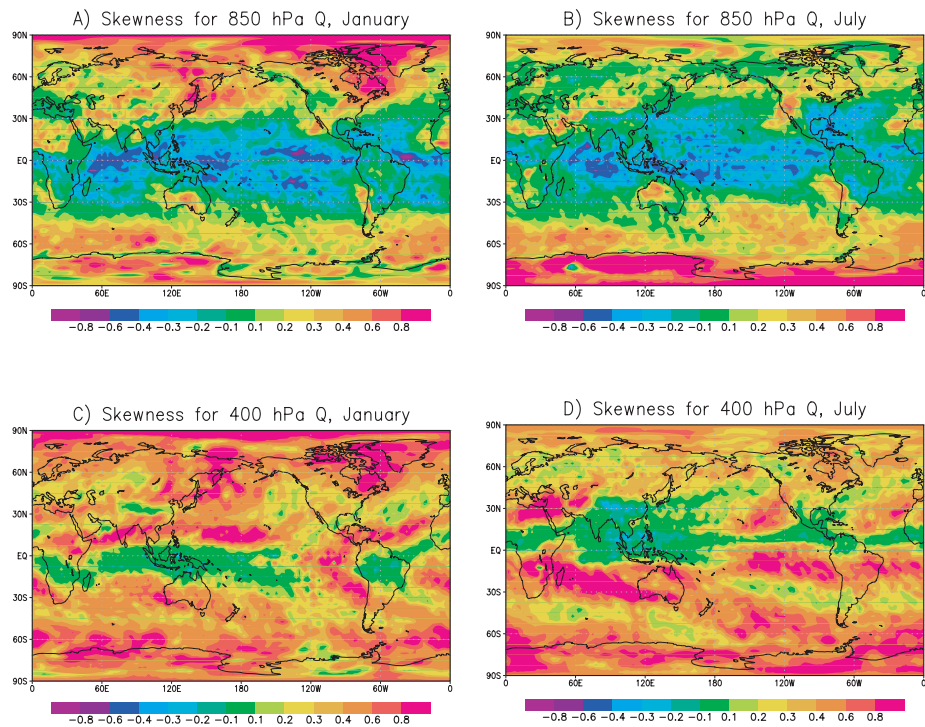 A) Skewness for 850 hPa Q, January
90N
60N
30N
EQ
30S
60S
90S
0 60E 120E 180 120W 60W 0
−0.8 −0.6 −0.4 −0.3 −0.2 −0.1 0.1 0.2 0.3 0.4 0.6 0.8
B) Skewness for 850 hPa Q, July
90N
60N
30N
EQ
30S
60S
90S
0 60E 120E 180 120W 60W 0
−0.8 −0.6 −0.4 −0.3 −0.2 −0.1 0.1 0.2 0.3 0.4 0.6 0.8
C) Skewness for 400 hPa Q, January
90N
60N
30N
EQ
30S
60S
90S
0 60E 120E 180 120W 60W 0
−0.8 −0.6 −0.4 −0.3 −0.2 −0.1 0.1 0.2 0.3 0.4 0.6 0.8
D) Skewness for 400 hPa Q, July
90N
60N
30N
EQ
30S
60S
90S
0 60E 120E 180 120W 60W 0
−0.8 −0.6 −0.4 −0.3 −0.2 −0.1 0.1 0.2 0.3 0.4 0.6 0.8